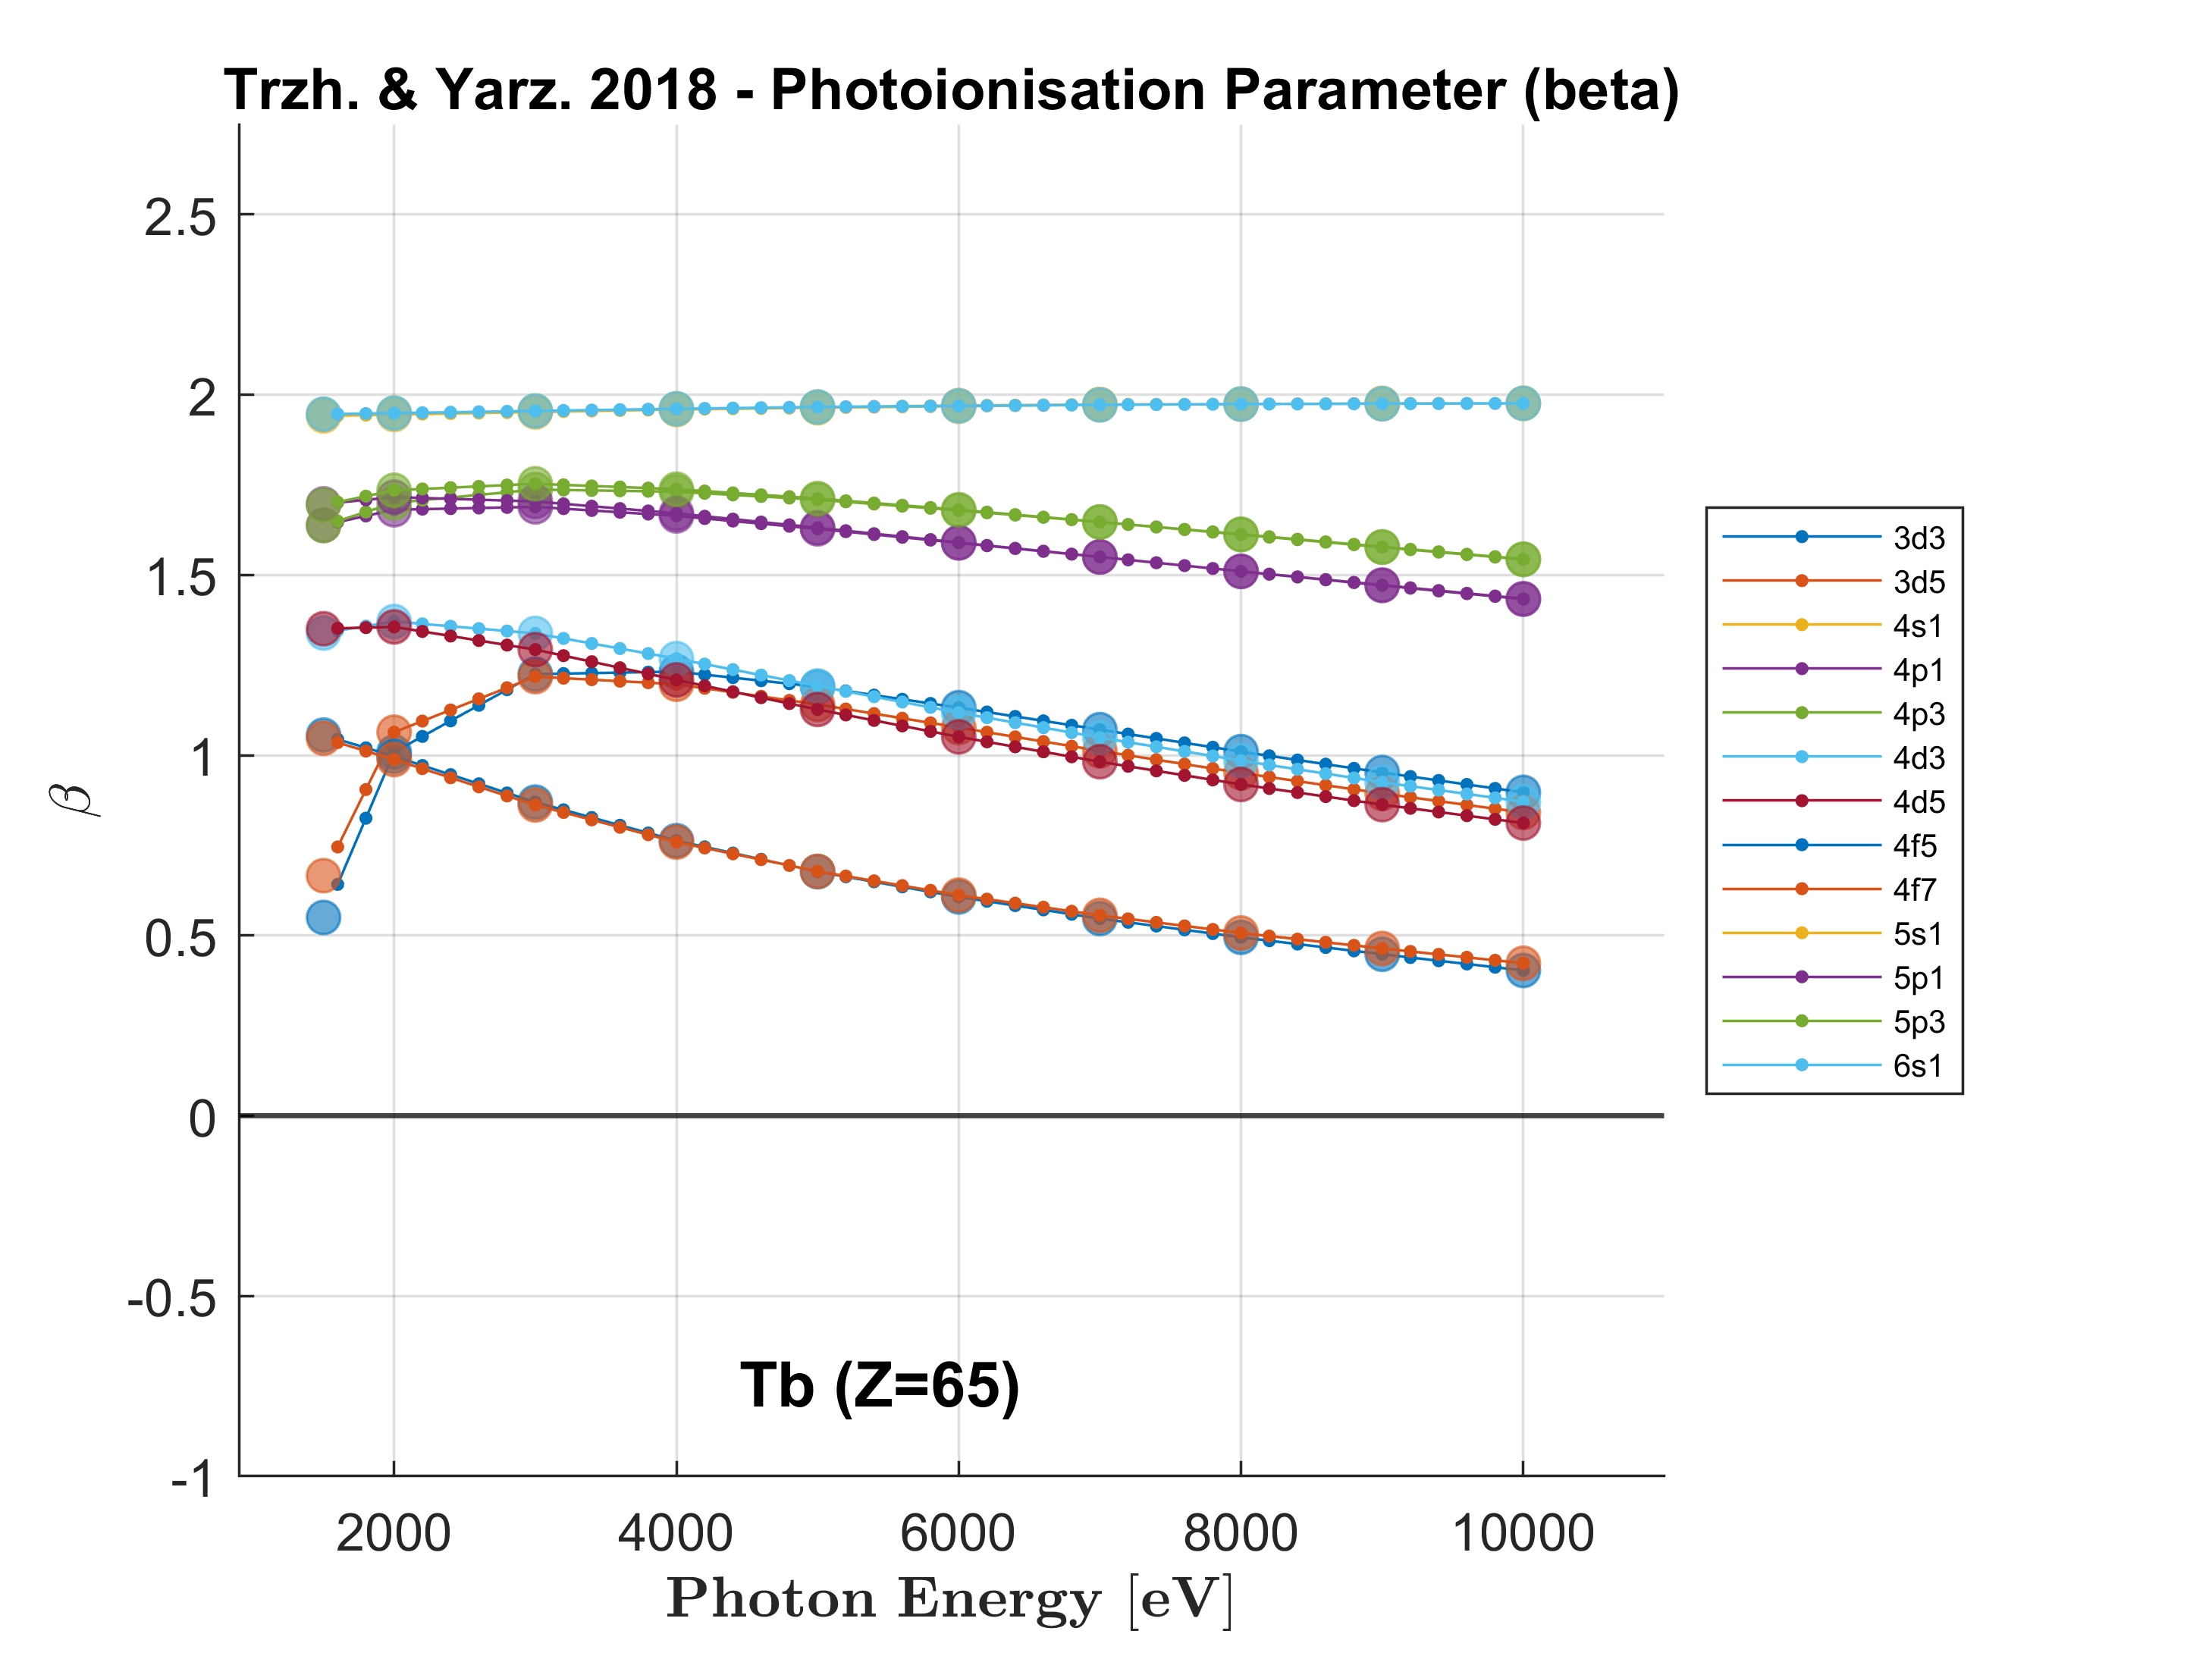 Trzh. & Yarz. 2018 - Photoionisation Parameter (beta)
2.5
2
1.5
1
0.5
0
-0.5
-1
β
Tb (Z=65)
2000 4000 6000 8000 10000
Photon Energy [eV]
3d3
3d5
4s1
4p1
4p3
4d3
4d5
4f5
4f7
5s1
5p1
5p3
6s1